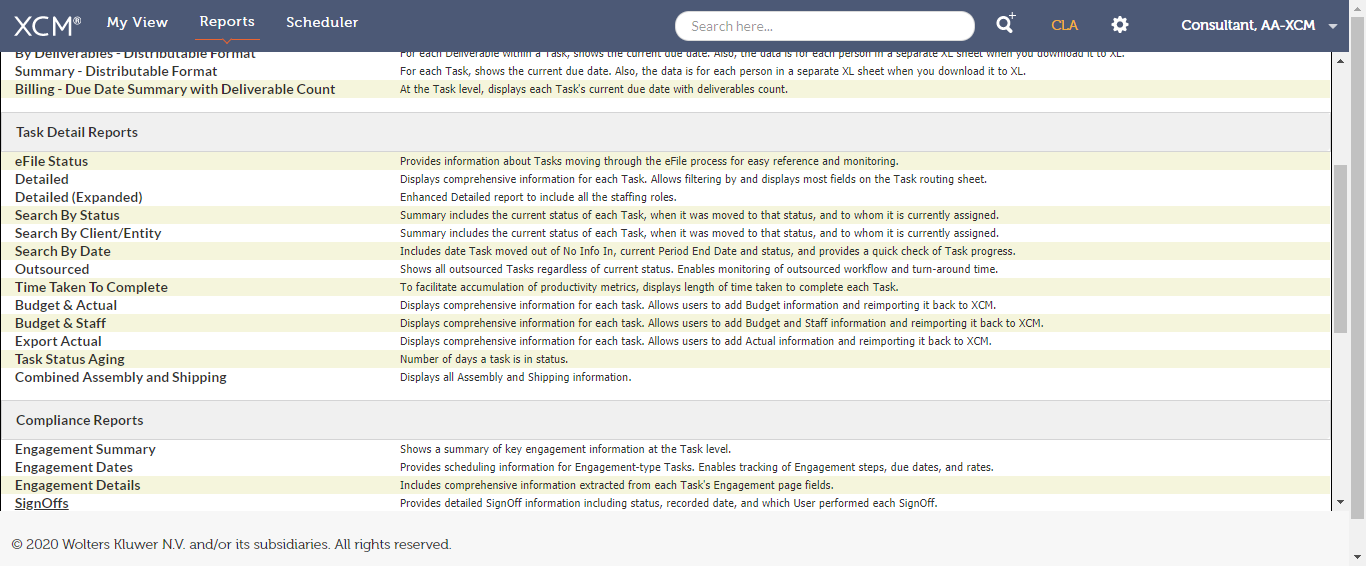 XCM® My View Reports Scheduler Search here... CLA Consultant, AA-XCM
By Deliverables - Distributable Format For each Deliverable within a Task, shows the current due date. Also, the data is for each person in a separate XL sheet when you download it to XL.
Summary - Distributable Format For each Task, shows the current due date. Also, the data is for each person in a separate XL sheet when you download it to XL.
Billing - Due Date Summary with Deliverable Count At the Task level, displays each Task's current due date with deliverables count.
Task Detail Reports
eFile Status Provides information about Tasks moving through the eFile process for easy reference and monitoring.
Detailed Displays comprehensive information for each Task. Allows filtering by and displays most fields on the Task routing sheet.
Detailed (Expanded) Enhanced Detailed report to include all the staffing roles.
Search By Status Summary includes the current status of each Task, when it was moved to that status, and to whom it is currently assigned.
Search By Client/Entity Summary includes the current status of each Task, when it was moved to that status, and to whom it is currently assigned.
Search By Date Includes date Task moved out of No Info In, current Period End Date and status, and provides a quick check of Task progress.
Outsourced Shows all outsourced Tasks regardless of current status. Enables monitoring of outsourced workflow and turn-around time.
Time Taken To Complete To facilitate accumulation of productivity metrics, displays length of time taken to complete each Task.
Budget & Actual Displays comprehensive information for each task. Allows users to add Budget information and reimporting it back to XCM.
Budget & Staff Displays comprehensive information for each task. Allows users to add Budget and Staff information and reimporting it back to XCM.
Export Actual Displays comprehensive information for each task. Allows users to add Actual information and reimporting it back to XCM.
Task Status Aging Number of days a task is in status.
Combined Assembly and Shipping Displays all Assembly and Shipping information.
Compliance Reports
Engagement Summary Shows a summary of key engagement information at the Task level.
Engagement Dates Provides scheduling information for Engagement-type Tasks. Enables tracking of Engagement steps, due dates, and rates.
Engagement Details Includes comprehensive information extracted from each Task's Engagement page fields.
SignOffs Provides detailed SignOff information including status, recorded date, and which User performed each SignOff.
© 2020 Wolters Kluwer N.V. and/or its subsidiaries. All rights reserved.